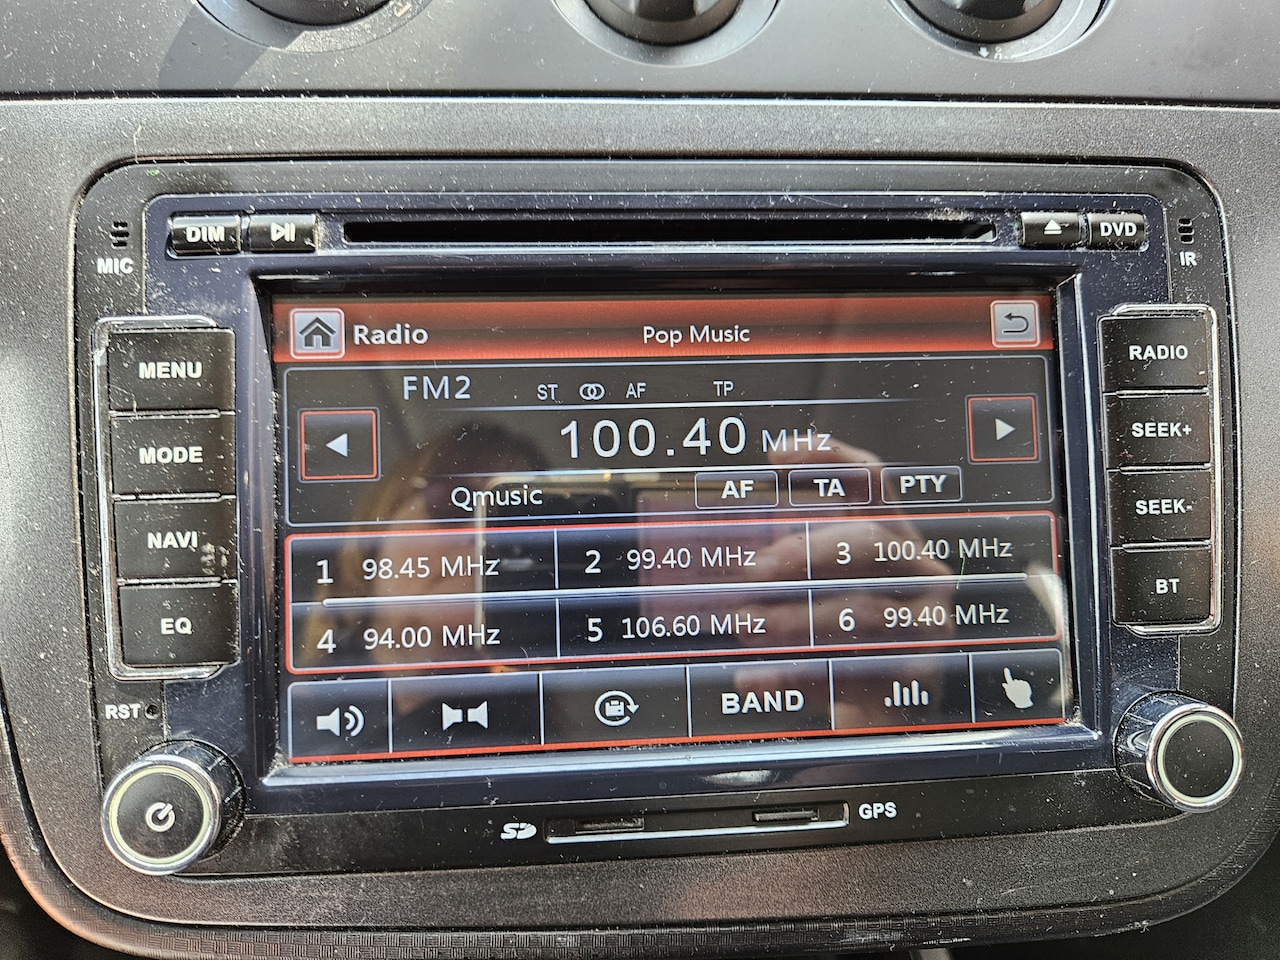 DIM
DVD
MIC
IR
Radio Pop Music
MENU
MODE
NAVI
EQ
RADIO
SEEK+
SEEK-
BT
FM2 ST AF TP
100.40 MHz
Qmusic AF TA PTY
1 98.45 MHz 2 99.40 MHz 3 100.40 MHz
4 94.00 MHz 5 106.60 MHz 6 99.40 MHz
BAND
RST
SD
GPS